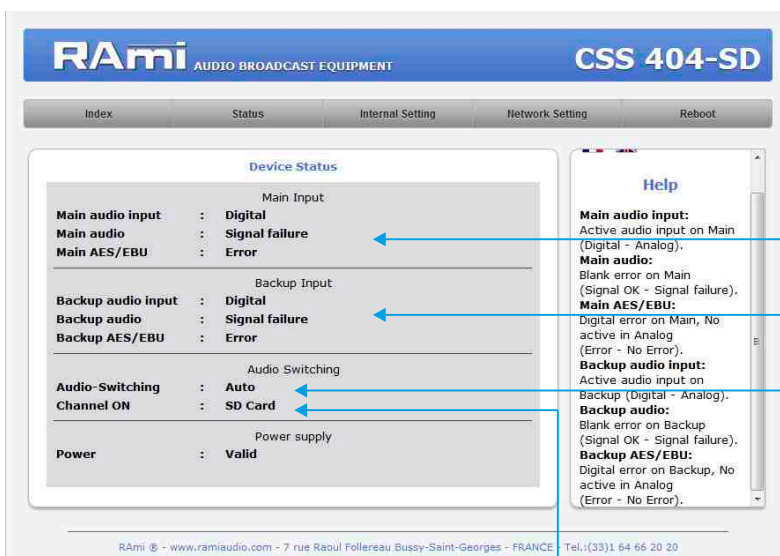 RAmi AUDIO BROADCAST EQUIPMENT CSS 404-SD
Index Status Internal Setting Network Setting Reboot
Device Status
Main Input
Main audio input : Digital
Main audio : Signal failure
Main AES/EBU : Error
Backup Input
Backup audio input : Digital
Backup audio : Signal failure
Backup AES/EBU : Error
Audio Switching
Audio-Switching : Auto
Channel ON : SD Card
Power supply
Power : Valid
Help
Main audio input:
Active audio input on Main
(Digital - Analog).
Main audio:
Blank error on Main
(Signal OK - Signal failure).
Main AES/EBU:
Digital error on Main, No
active in Analog
(Error - No Error).
Backup audio input:
Active audio input on
Backup (Digital - Analog).
Backup audio:
Blank error on Backup
(Signal OK - Signal failure).
Backup AES/EBU:
Digital error on Backup, No
active in Analog
(Error - No Error).
RAmi ® - www.ramiaudio.com - 7 rue Raoul Follereau Bussy-Saint-Georges - FRANCE - Tel.:(33)1 64 66 20 20